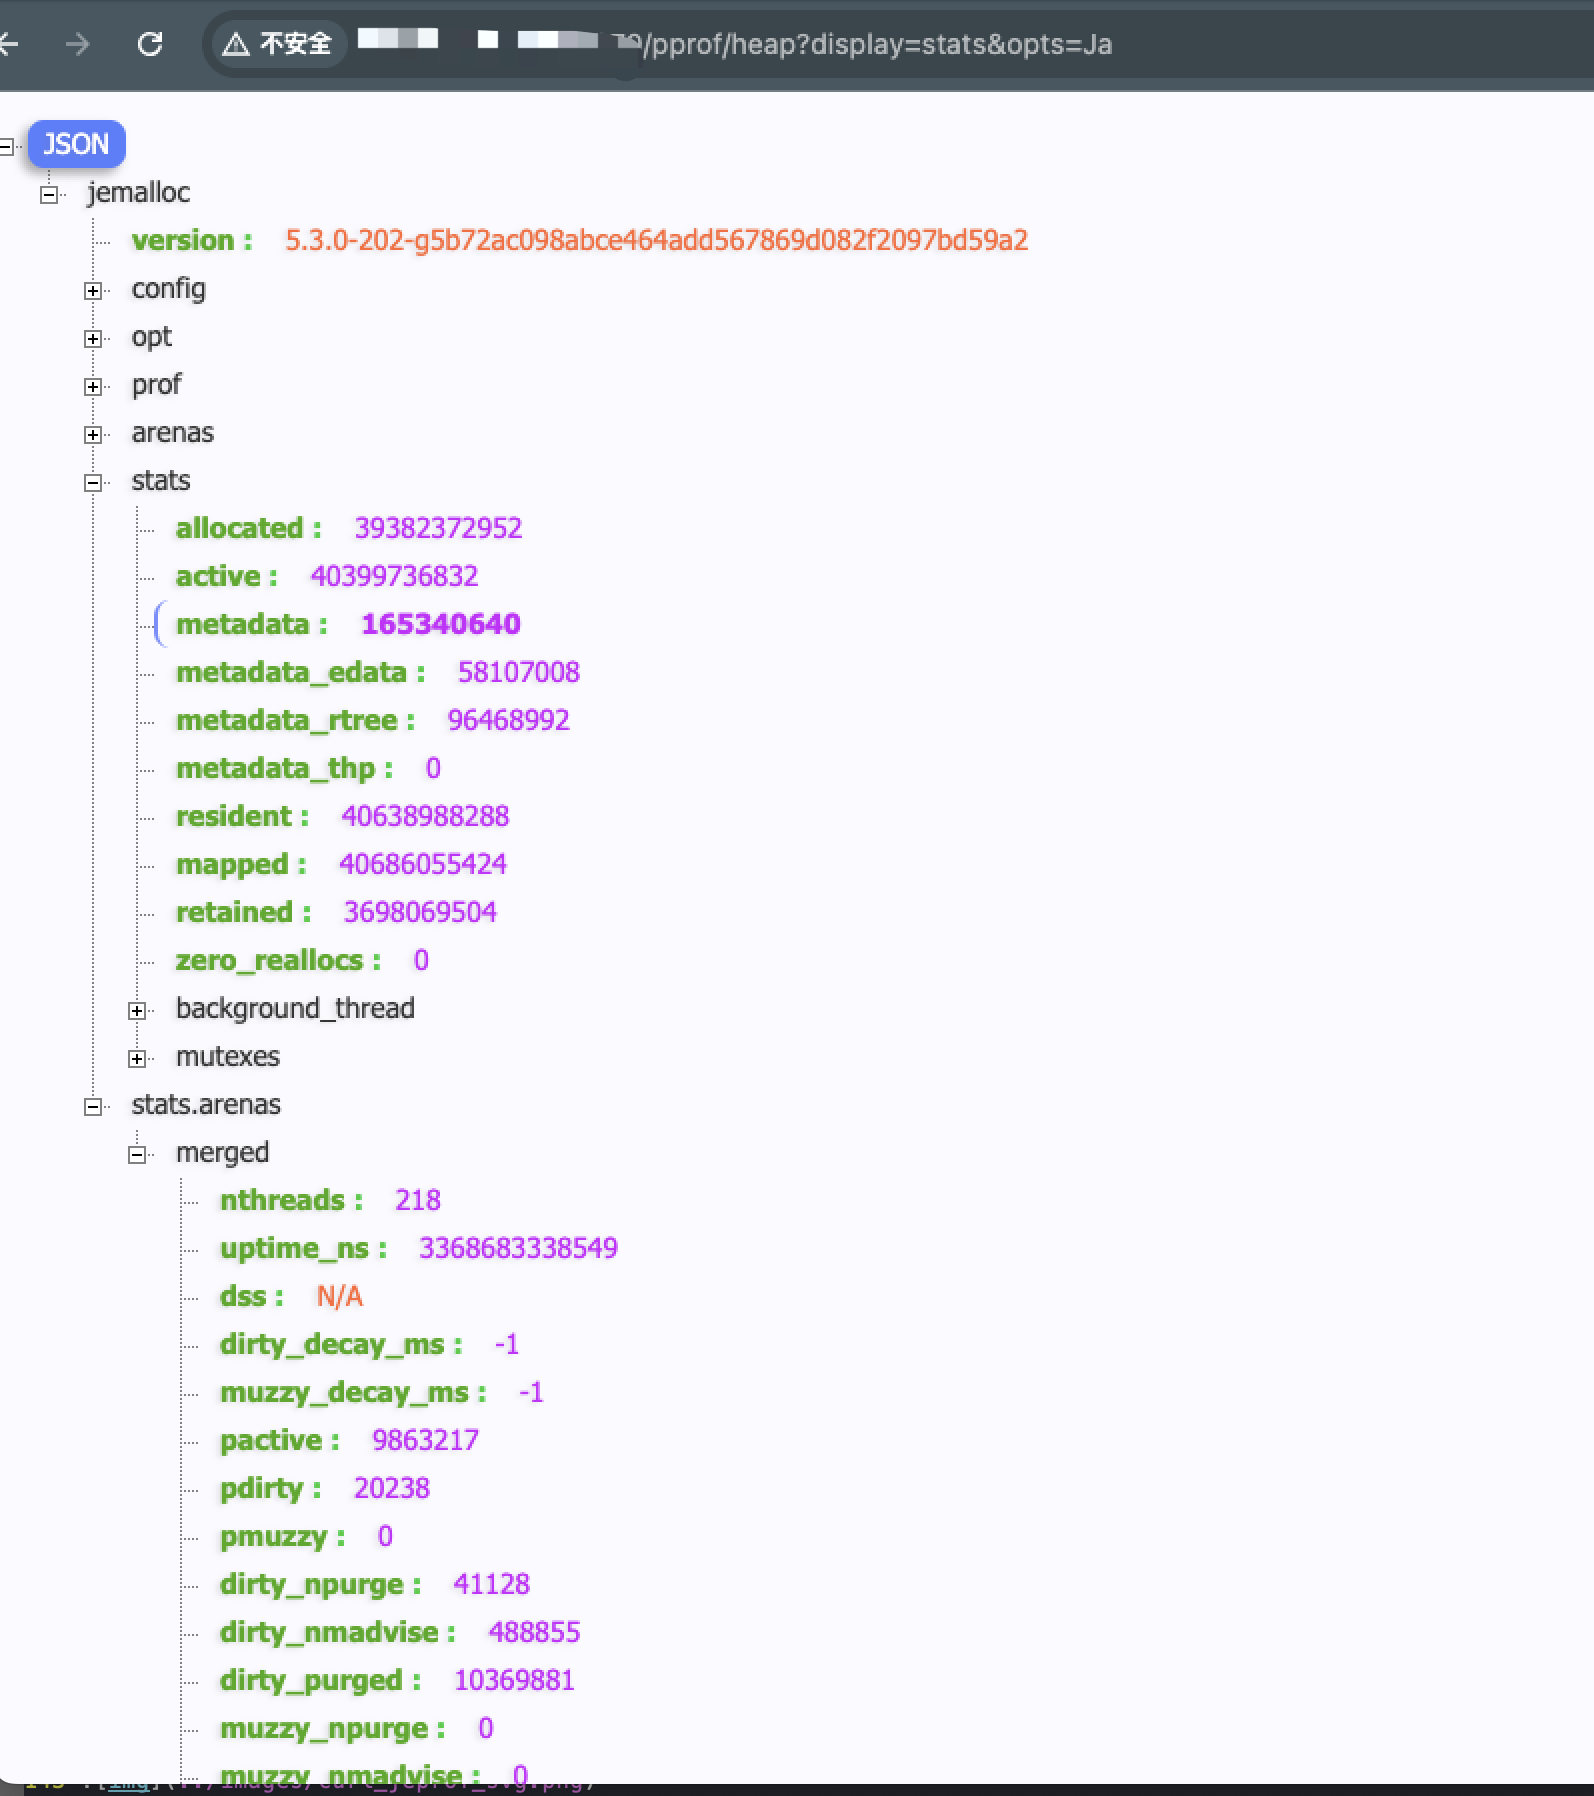 不安全 /pprof/heap?display=stats&opts=Ja
JSON
jemalloc
version : 5.3.0-202-g5b72ac098abce464add567869d082f2097bd59a2
config
opt
prof
arenas
stats
allocated : 39382372952
active : 40399736832
metadata : 165340640
metadata_edata : 58107008
metadata_rtree : 96468992
metadata_thp : 0
resident : 40638988288
mapped : 40686055424
retained : 3698069504
zero_reallocs : 0
background_thread
mutexes
stats.arenas
merged
nthreads : 218
uptime_ns : 3368683338549
dss : N/A
dirty_decay_ms : -1
muzzy_decay_ms : -1
pactive : 9863217
pdirty : 20238
pmuzzy : 0
dirty_npurge : 41128
dirty_nmadvise : 488855
dirty_purged : 10369881
muzzy_npurge : 0
muzzy_nmadvise : 0